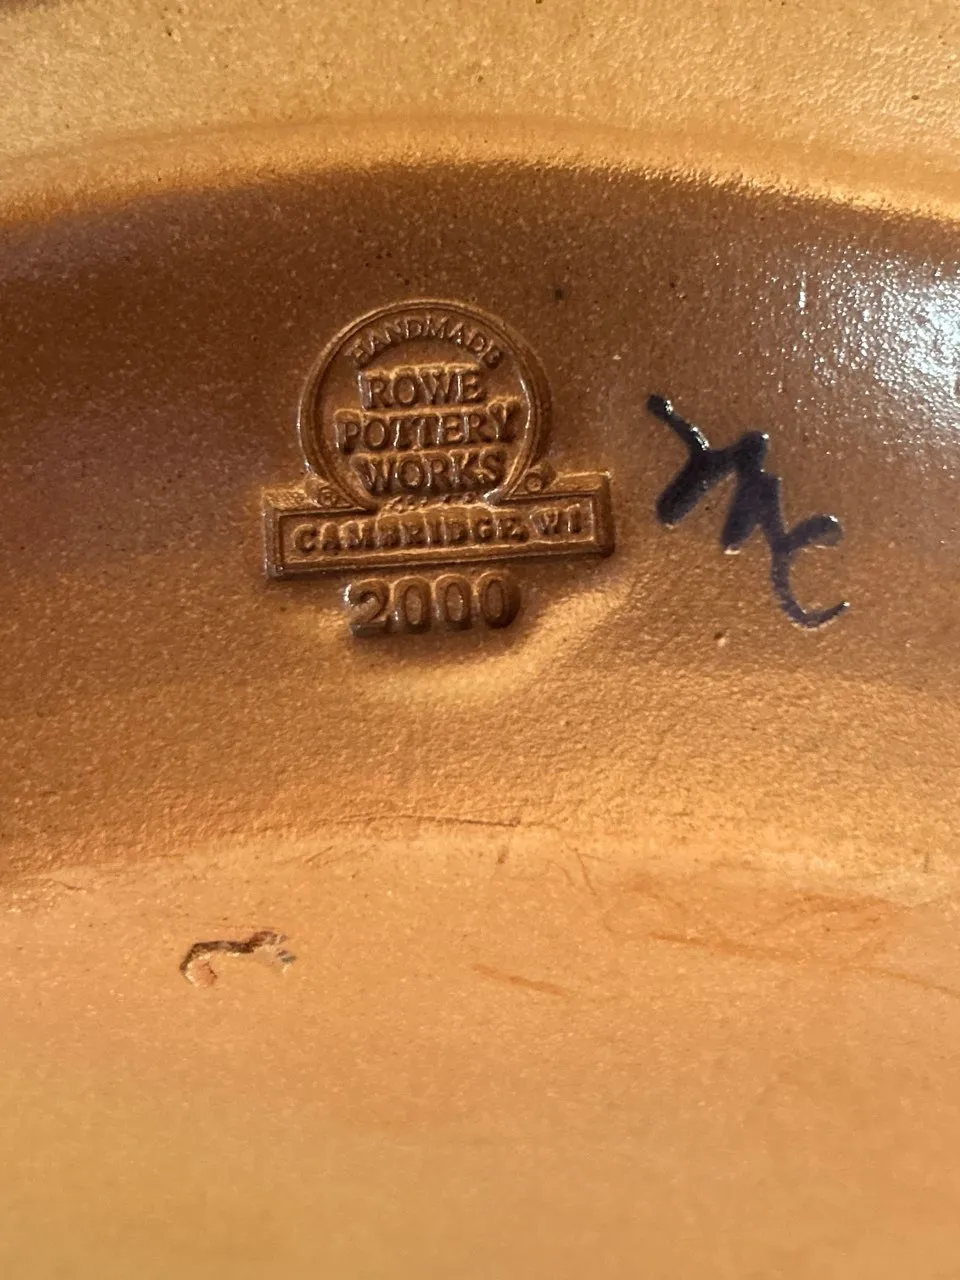 HANDMADE
ROWE
POTTERY
WORKS
®
CAMBRIDGE, WI
2000